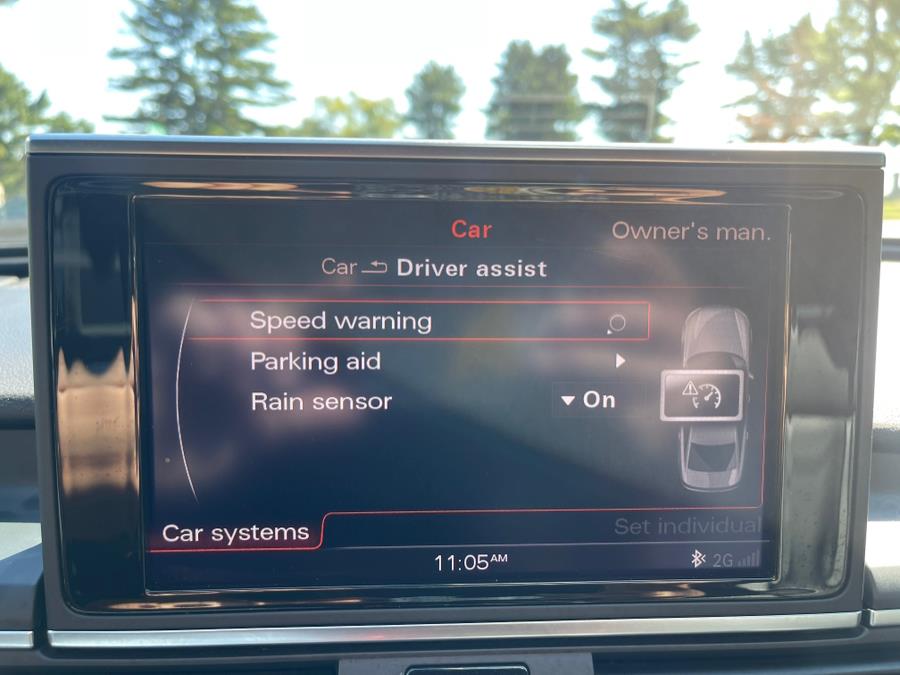 Car
Owner's man.
Car Driver assist
Speed warning
Parking aid
Rain sensor On
Car systems
Set individual
11:05AM
2G